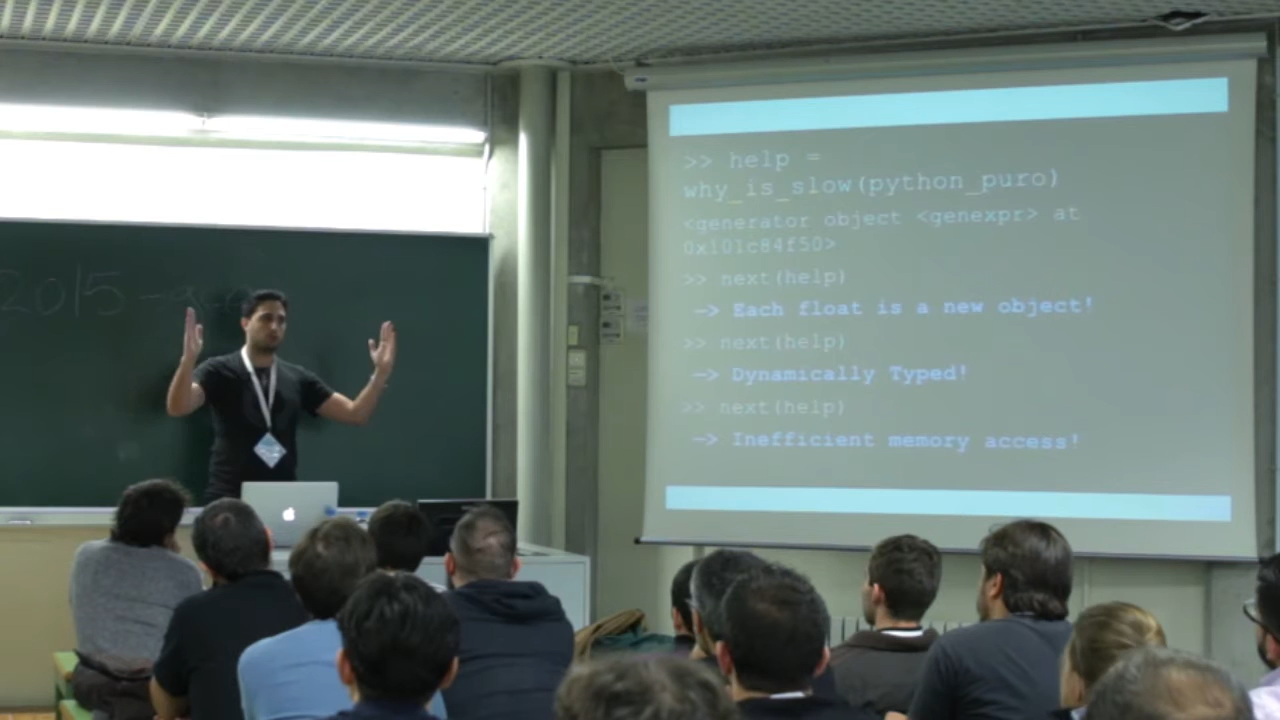 2015
>> help =
why_is_slow(python_puro)
<generator object <genexpr> at
0x101c84f50>
>> next(help)
-> Each float is a new object!
>> next(help)
-> Dynamically Typed!
>> next(help)
-> Inefficient memory access!